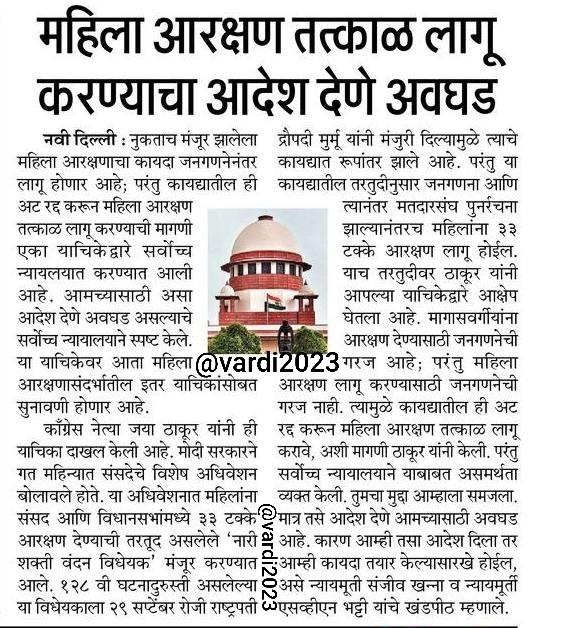 महिला आरक्षण तत्काळ लागू
करण्याचा आदेश देणे अवघड
नवी दिल्ली : नुकताच मंजूर झालेला
महिला आरक्षणाचा कायदा जनगणनेनंतर
लागू होणार आहे; परंतु कायद्यातील ही
अट रद्द करून महिला आरक्षण
तत्काळ लागू करण्याची मागणी
एका याचिकेद्वारे सर्वोच्च
न्यायलयात करण्यात आली
आहे. आमच्यासाठी असा
आदेश देणे अवघड असल्याचे
सर्वोच्च न्यायालयाने स्पष्ट केले.
या याचिकेवर आता महिला
आरक्षणासंदर्भातील इतर याचिकांसोबत
सुनावणी होणार आहे.
काँग्रेस नेत्या जया ठाकूर यांनी ही
याचिका दाखल केली आहे. मोदी सरकारने
गत महिन्यात संसदेचे विशेष अधिवेशन
बोलावले होते. या अधिवेशनात महिलांना
संसद आणि विधानसभांमध्ये ३३ टक्के
आरक्षण देण्याची तरतूद असलेले ‘नारी
शक्ती वंदन विधेयक’ मंजूर करण्यात
आले. १२८ वी घटनादुरुस्ती असलेल्या
या विधेयकाला २९ सप्टेंबर रोजी राष्ट्रपती
द्रौपदी मुर्मू यांनी मंजुरी दिल्यामुळे त्याचे
कायद्यात रूपांतर झाले आहे. परंतु या
कायद्यातील तरतुदीनुसार जनगणना आणि
त्यानंतर मतदारसंघ पुनर्रचना
झाल्यानंतरच महिलांना ३३
टक्के आरक्षण लागू होईल.
याच तरतुदीवर ठाकूर यांनी
आपल्या याचिकेद्वारे आक्षेप
घेतला आहे. मागासवर्गीयांना
आरक्षण देण्यासाठी जनगणनेची
गरज आहे; परंतु महिला
आरक्षण लागू करण्यासाठी जनगणनेची
गरज नाही. त्यामुळे कायद्यातील ही अट
रद्द करून महिला आरक्षण तत्काळ लागू
करावे, अशी मागणी ठाकूर यांनी केली. परंतु
सर्वोच्च न्यायालयाने याबाबत असमर्थता
व्यक्त केली. तुमचा मुद्दा आम्हाला समजला.
मात्र तसे आदेश देणे आमच्यासाठी अवघड
आहे. कारण आम्ही तसा आदेश दिला तर
आम्ही कायदा तयार केल्यासारखे होईल,
असे न्यायमूती संजीव खन्ना व न्यायमूर्ती
एसव्हीएन भट्टी यांचे खंडपीठ म्हणाले.
@vardi2023
@vardi2023